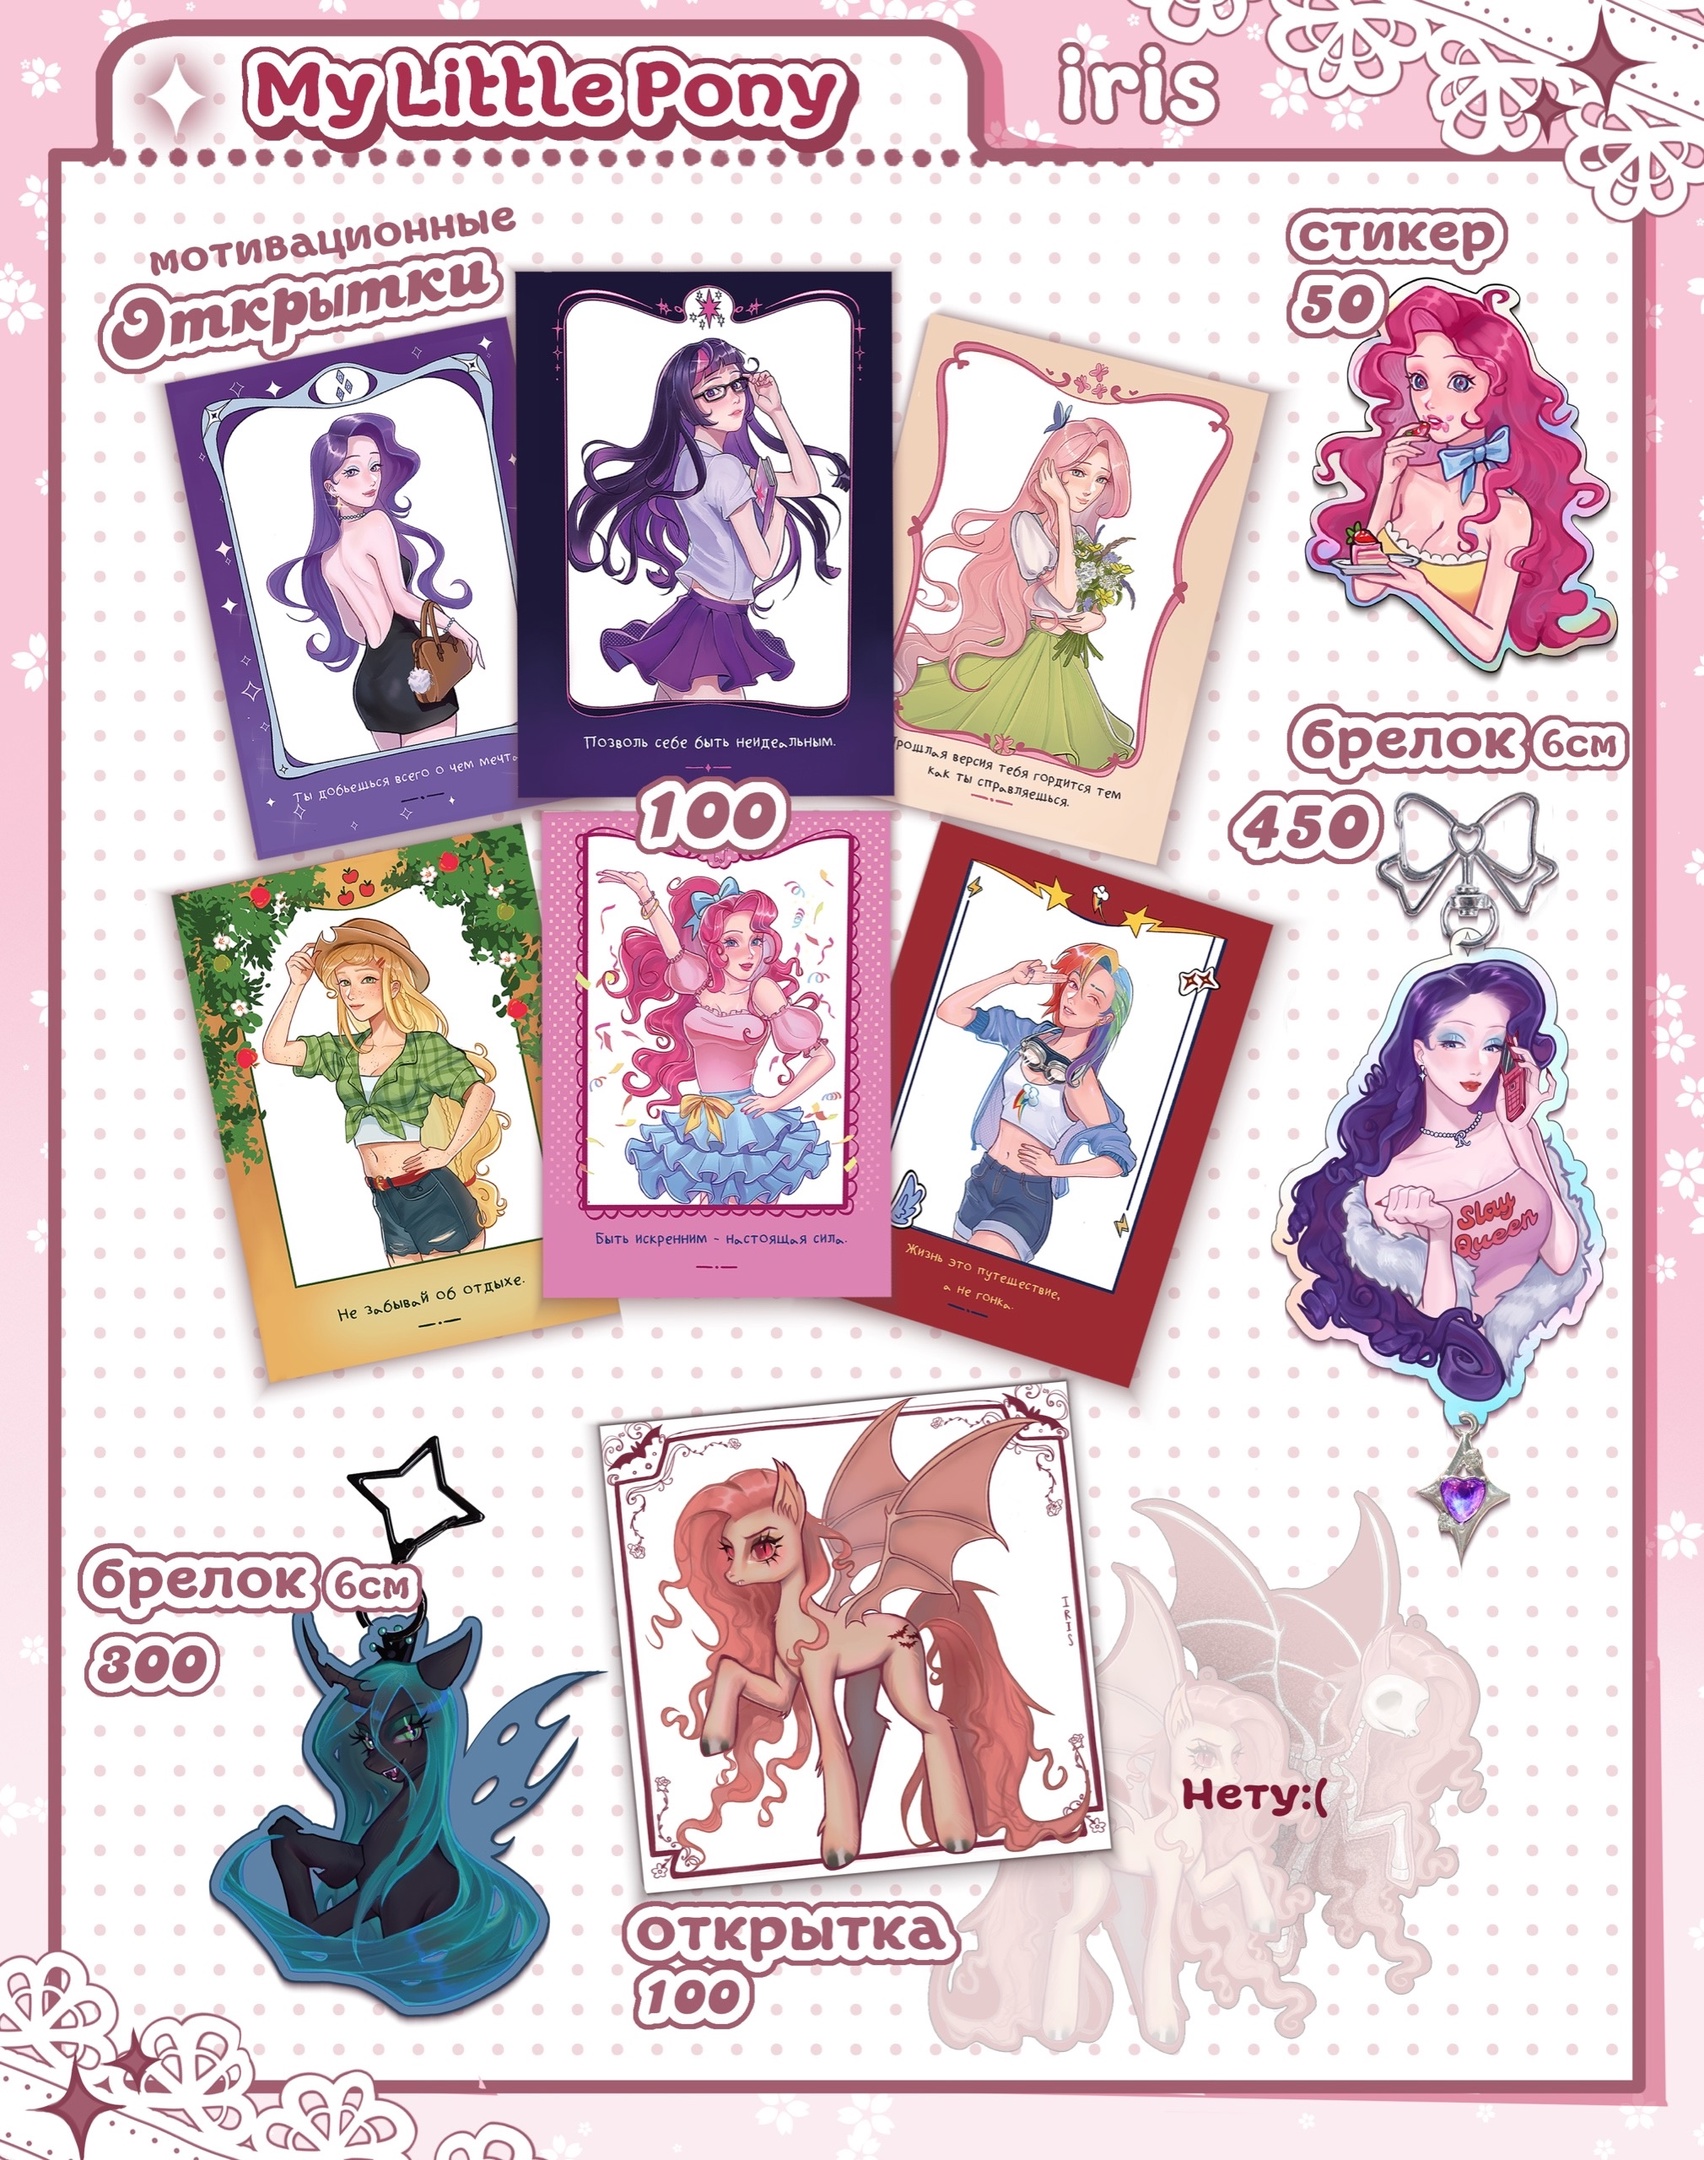 My Little Pony
iris
мотивационные
Открытки
стикер
50
Ты добьешься всего о чем
Позволь себе быть неидеальным.
версия тебя гордится тем
как ты справляешься.
100
брелок 6см
450
Slay
Queen
Не забывай об отдыхе.
Быть искренним - настоящая сила.
Жизнь это путешествие,
а не гонка.
брелок 6см
300
IRIS
Нету:(
открытка
100